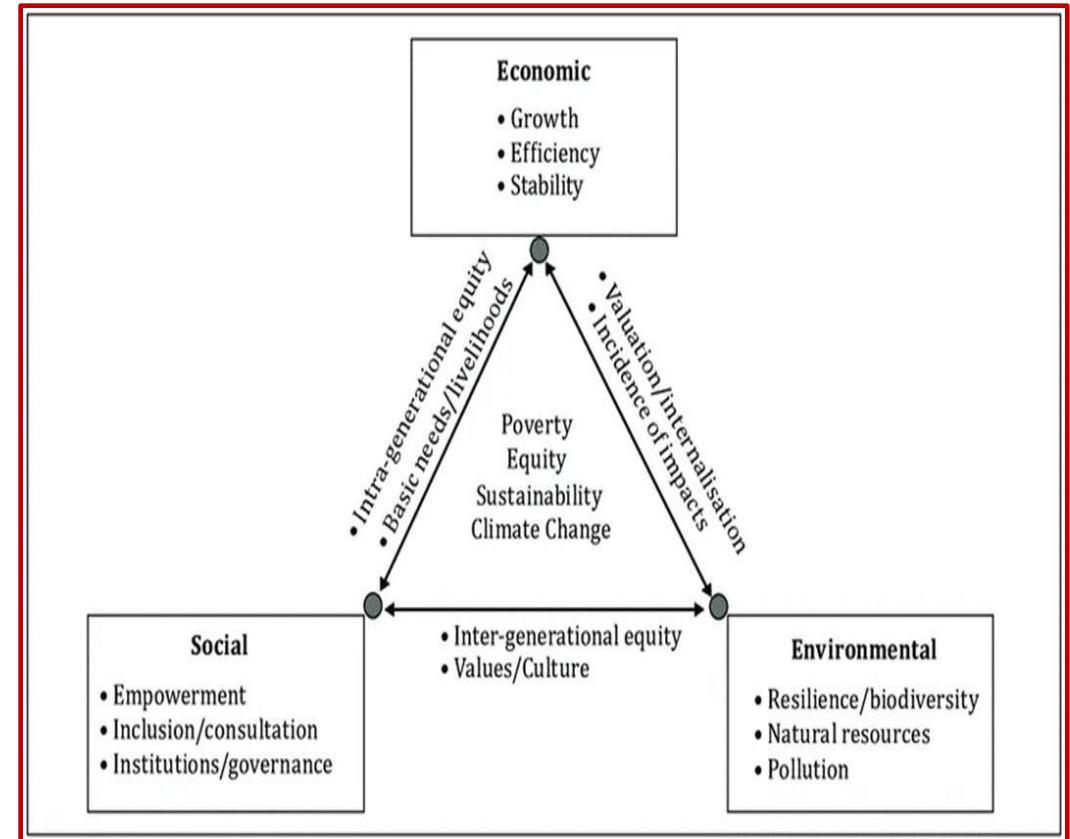 Economic
• Growth
• Efficiency
• Stability
• Intra-generational equity
• Basic needs/livelihoods
• Valuation/internalisation
• Incidence of impacts
Poverty
Equity
Sustainability
Climate Change
• Inter-generational equity
• Values/Culture
Social
• Empowerment
• Inclusion/consultation
• Institutions/governance
Environmental
• Resilience/biodiversity
• Natural resources
• Pollution